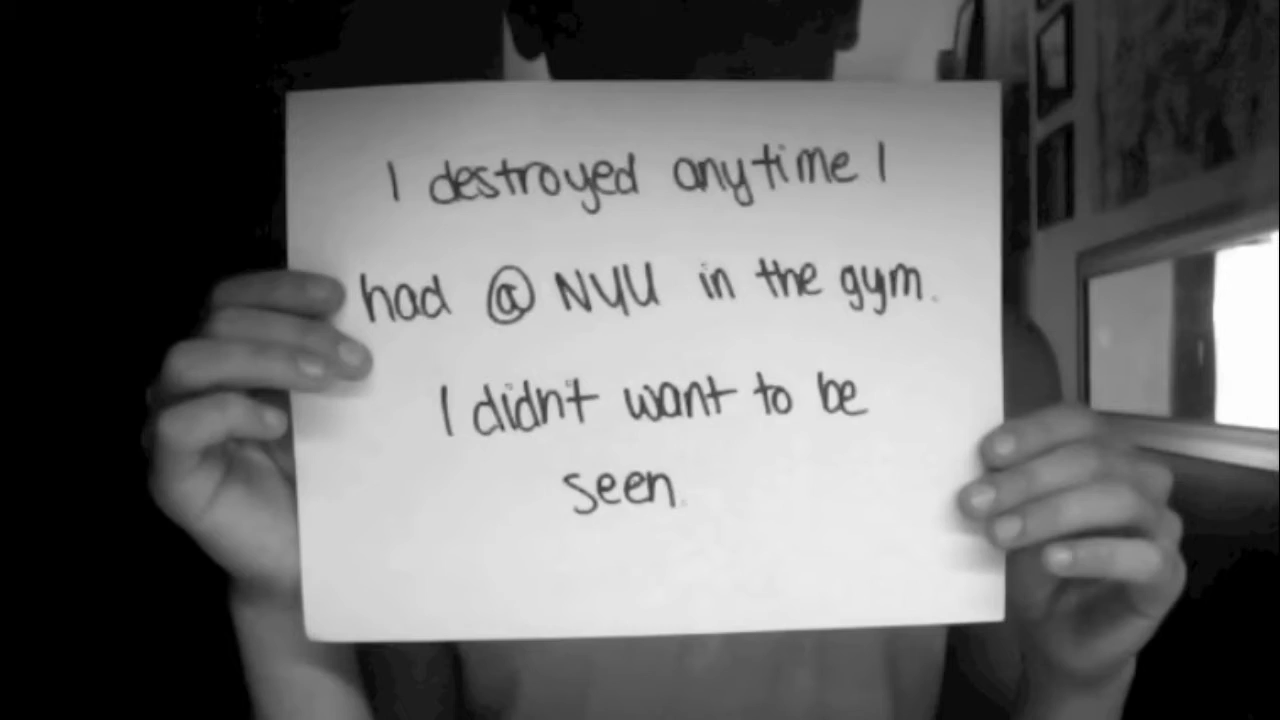 I destroyed anytime I
had @ NYU in the gym.
I didn't want to be
seen.